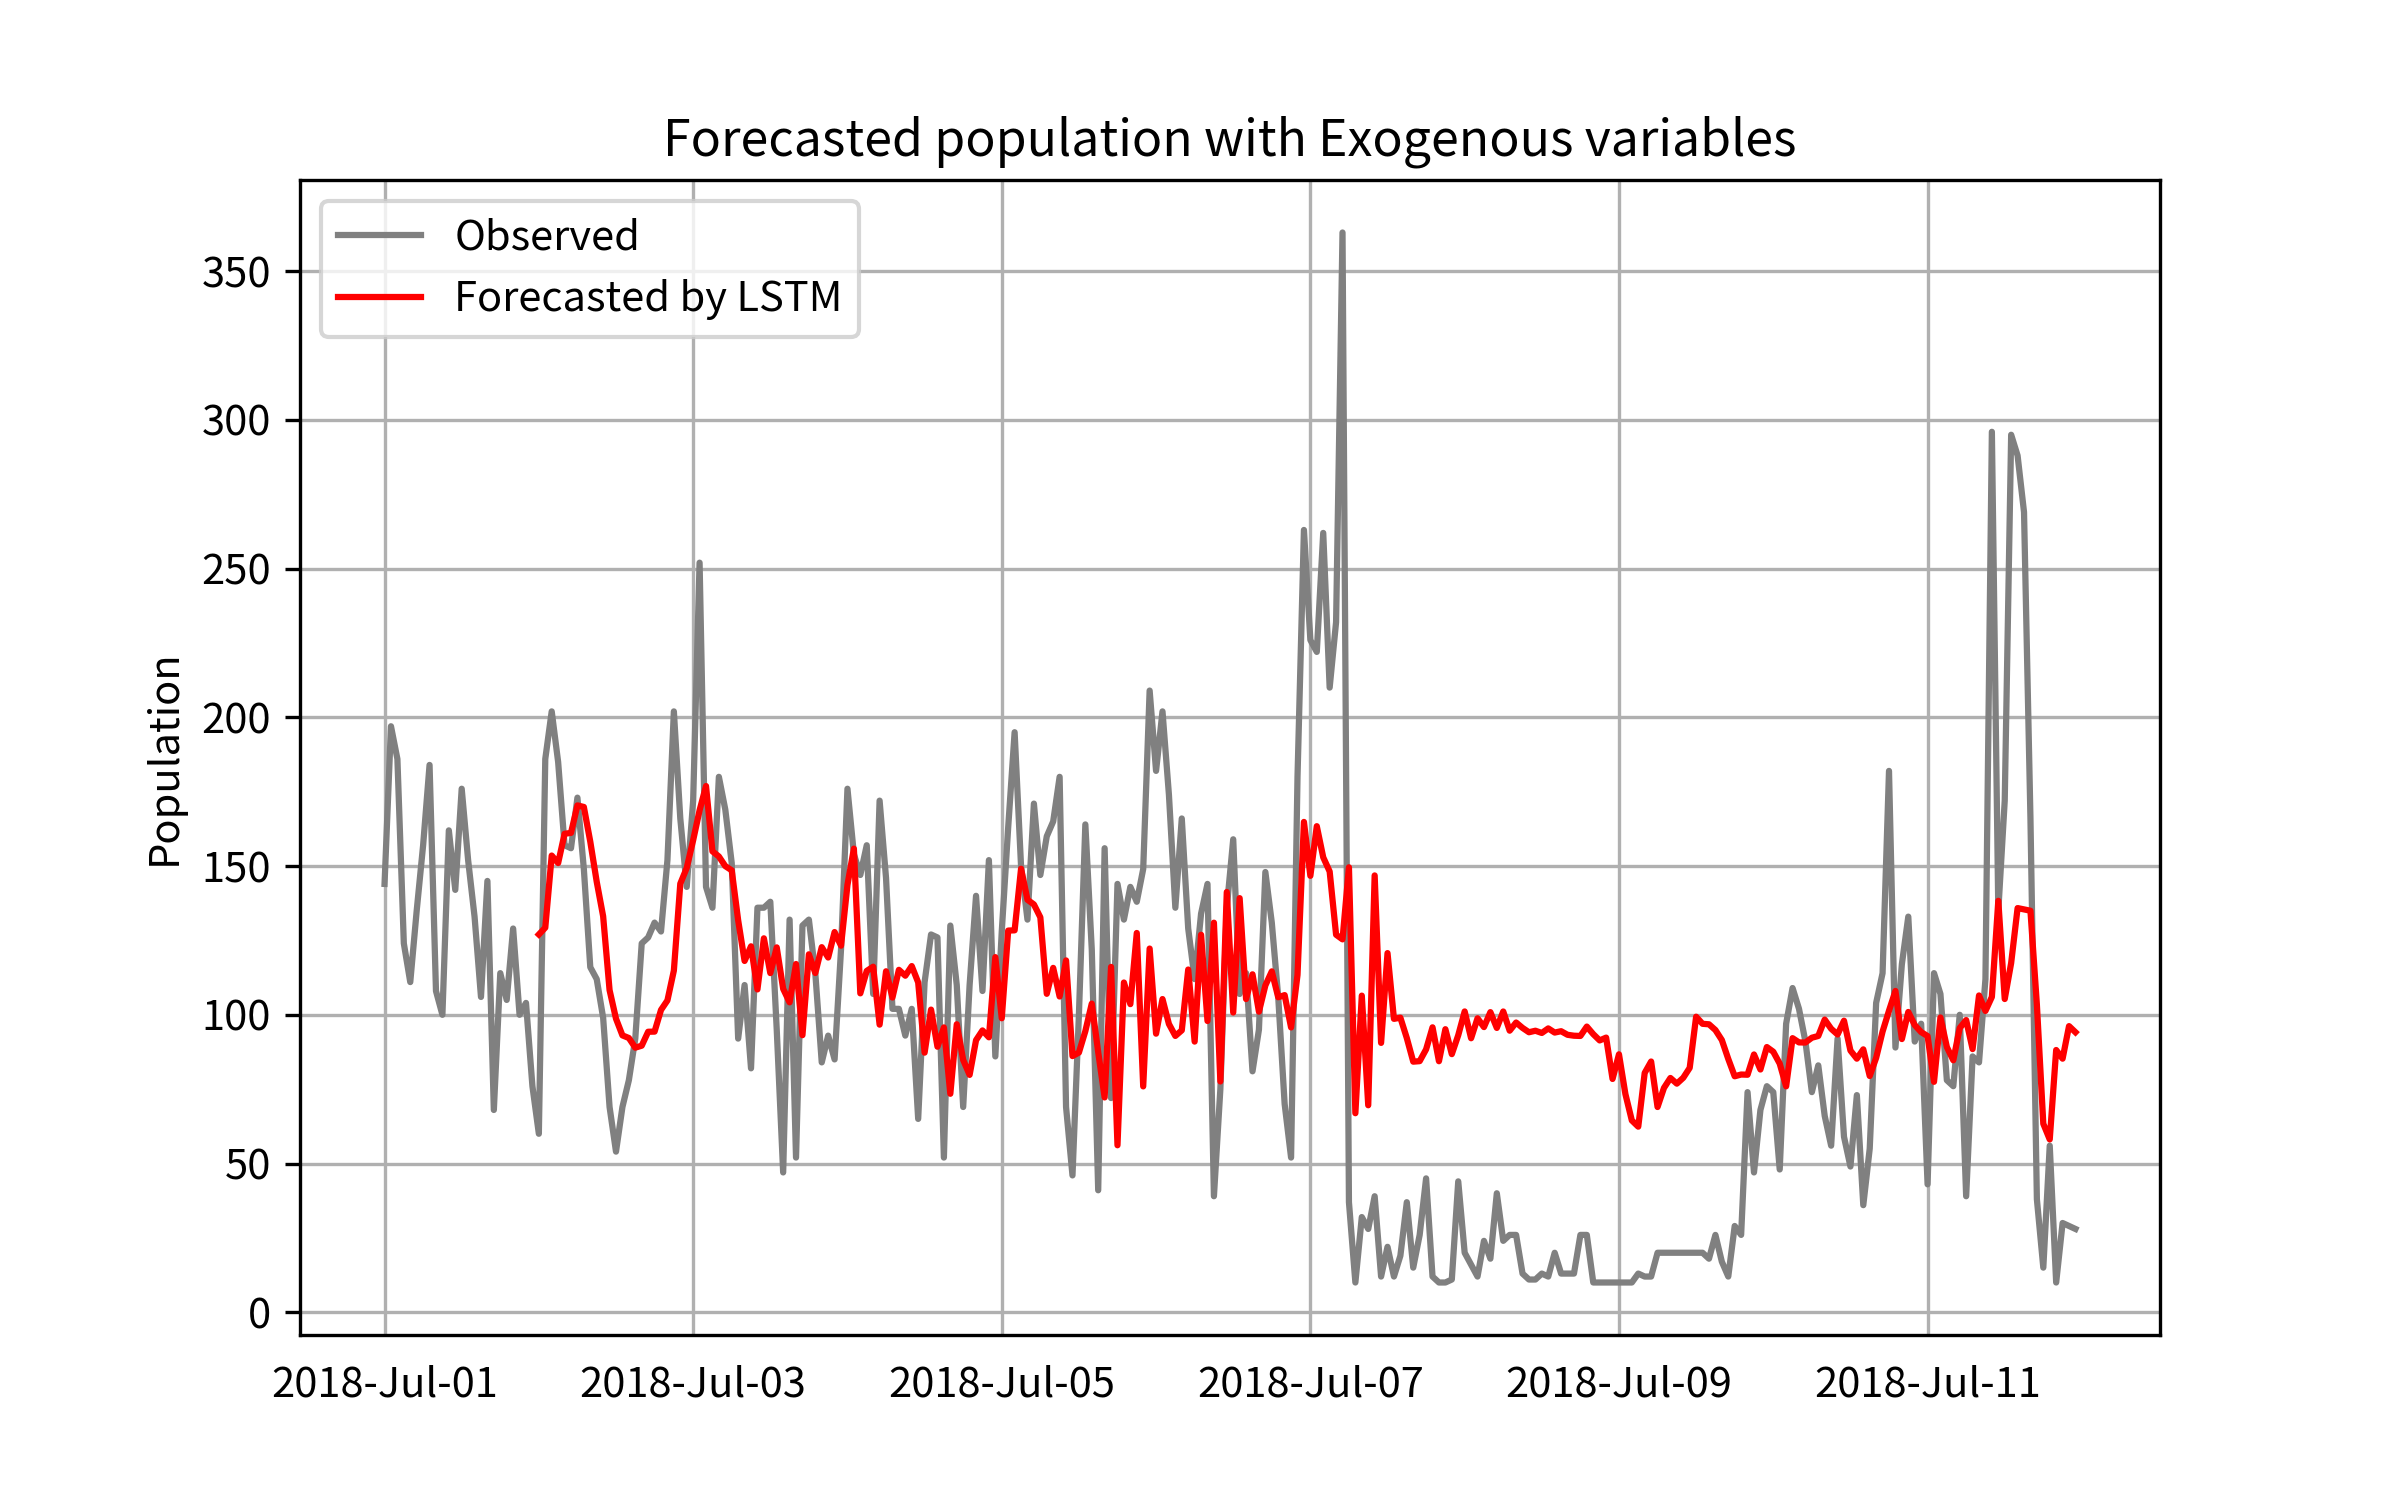 Forecasted population with Exogenous variables
Observed
Forecasted by LSTM
Population
350
300
250
200
150
100
50
0
2018-Jul-01 2018-Jul-03 2018-Jul-05 2018-Jul-07 2018-Jul-09 2018-Jul-11